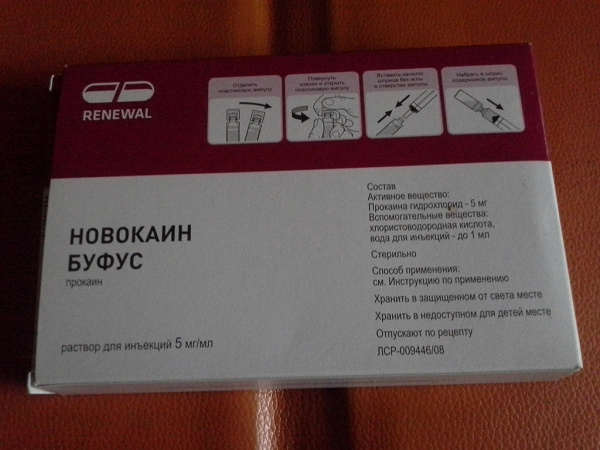 RENEWAL
Отделить
пластиковую ампулу
Повернуть
клапан и открыть
пластиковую ампулу
Вставить канюлю
шприца без иглы
в отверстие ампулы
Набрать в шприц
содержимое ампулы
НОВОКАИН
БУФУС
прокаин
раствор для инъекций 5 мг/мл
Состав
Активное вещество:
Прокаина гидрохлорид - 5 мг
Вспомогательные вещества:
хлористоводородная кислота,
вода для инъекций - до 1 мл
Стерильно
Способ применения:
см. Инструкцию по применению
Хранить в защищенном от света месте
Хранить в недоступном для детей месте
Отпускают по рецепту
ЛСР-009446/08